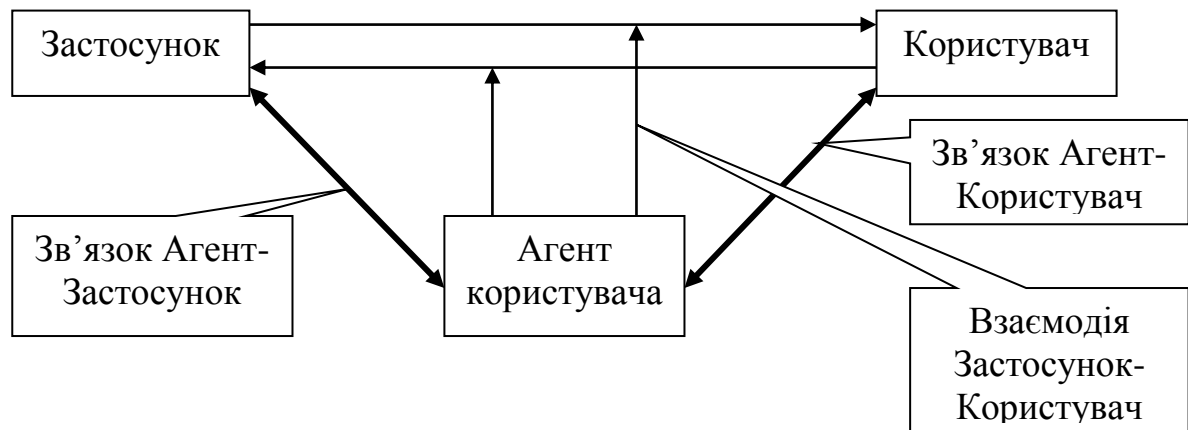 Застосунок
Користувач
Зв’язок Агент-
Користувач
Зв’язок Агент-
Застосунок
Агент
користувача
Взаємодія
Застосунок-
Користувач